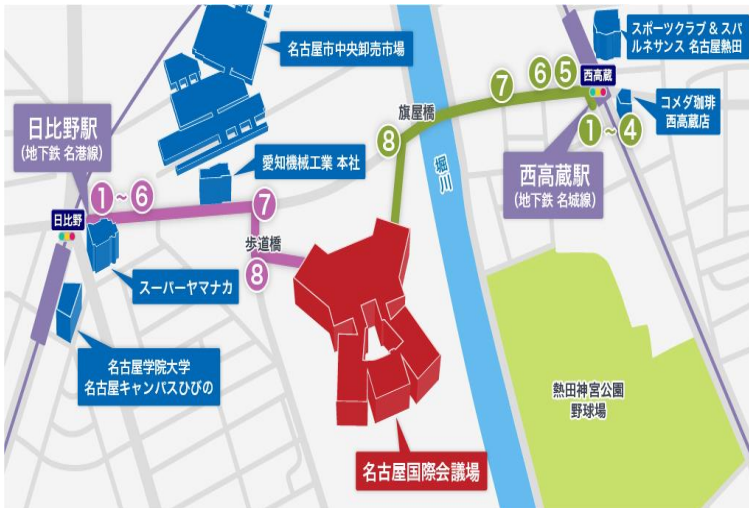 名古屋市中央卸売市場
スポーツクラブ & スパ
ルネサンス 名古屋熱田
西高蔵
コメダ珈琲
西高蔵店
⑦
⑥
⑤
旗屋橋
⑧
①~④
日比野駅
(地下鉄 名港線)
愛知機械工業 本社
堀川
西高蔵駅
(地下鉄 名城線)
①~⑥
⑦
日比野
歩道橋
⑧
スーパーヤマナカ
名古屋学院大学
名古屋キャンパスひびの
熱田神宮公園
野球場
名古屋国際会議場